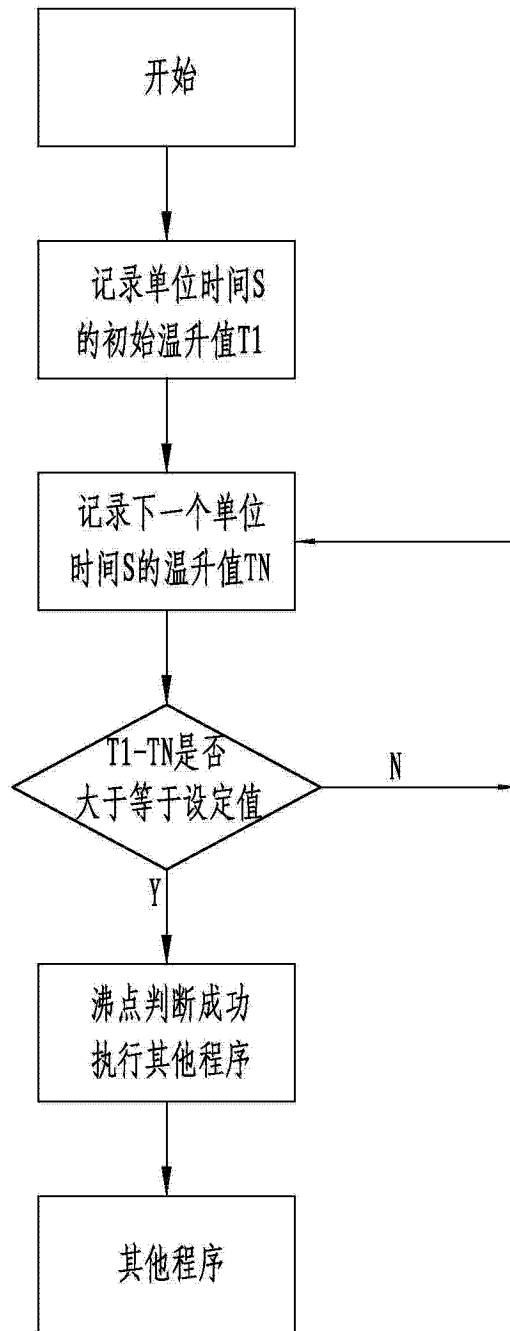 开始
记录单位时间S
的初始温升值T1
记录下一个单位
时间S的温升值TN
T1-TN是否
大于等于设定值
N
Y
沸点判断成功
执行其他程序
其他程序